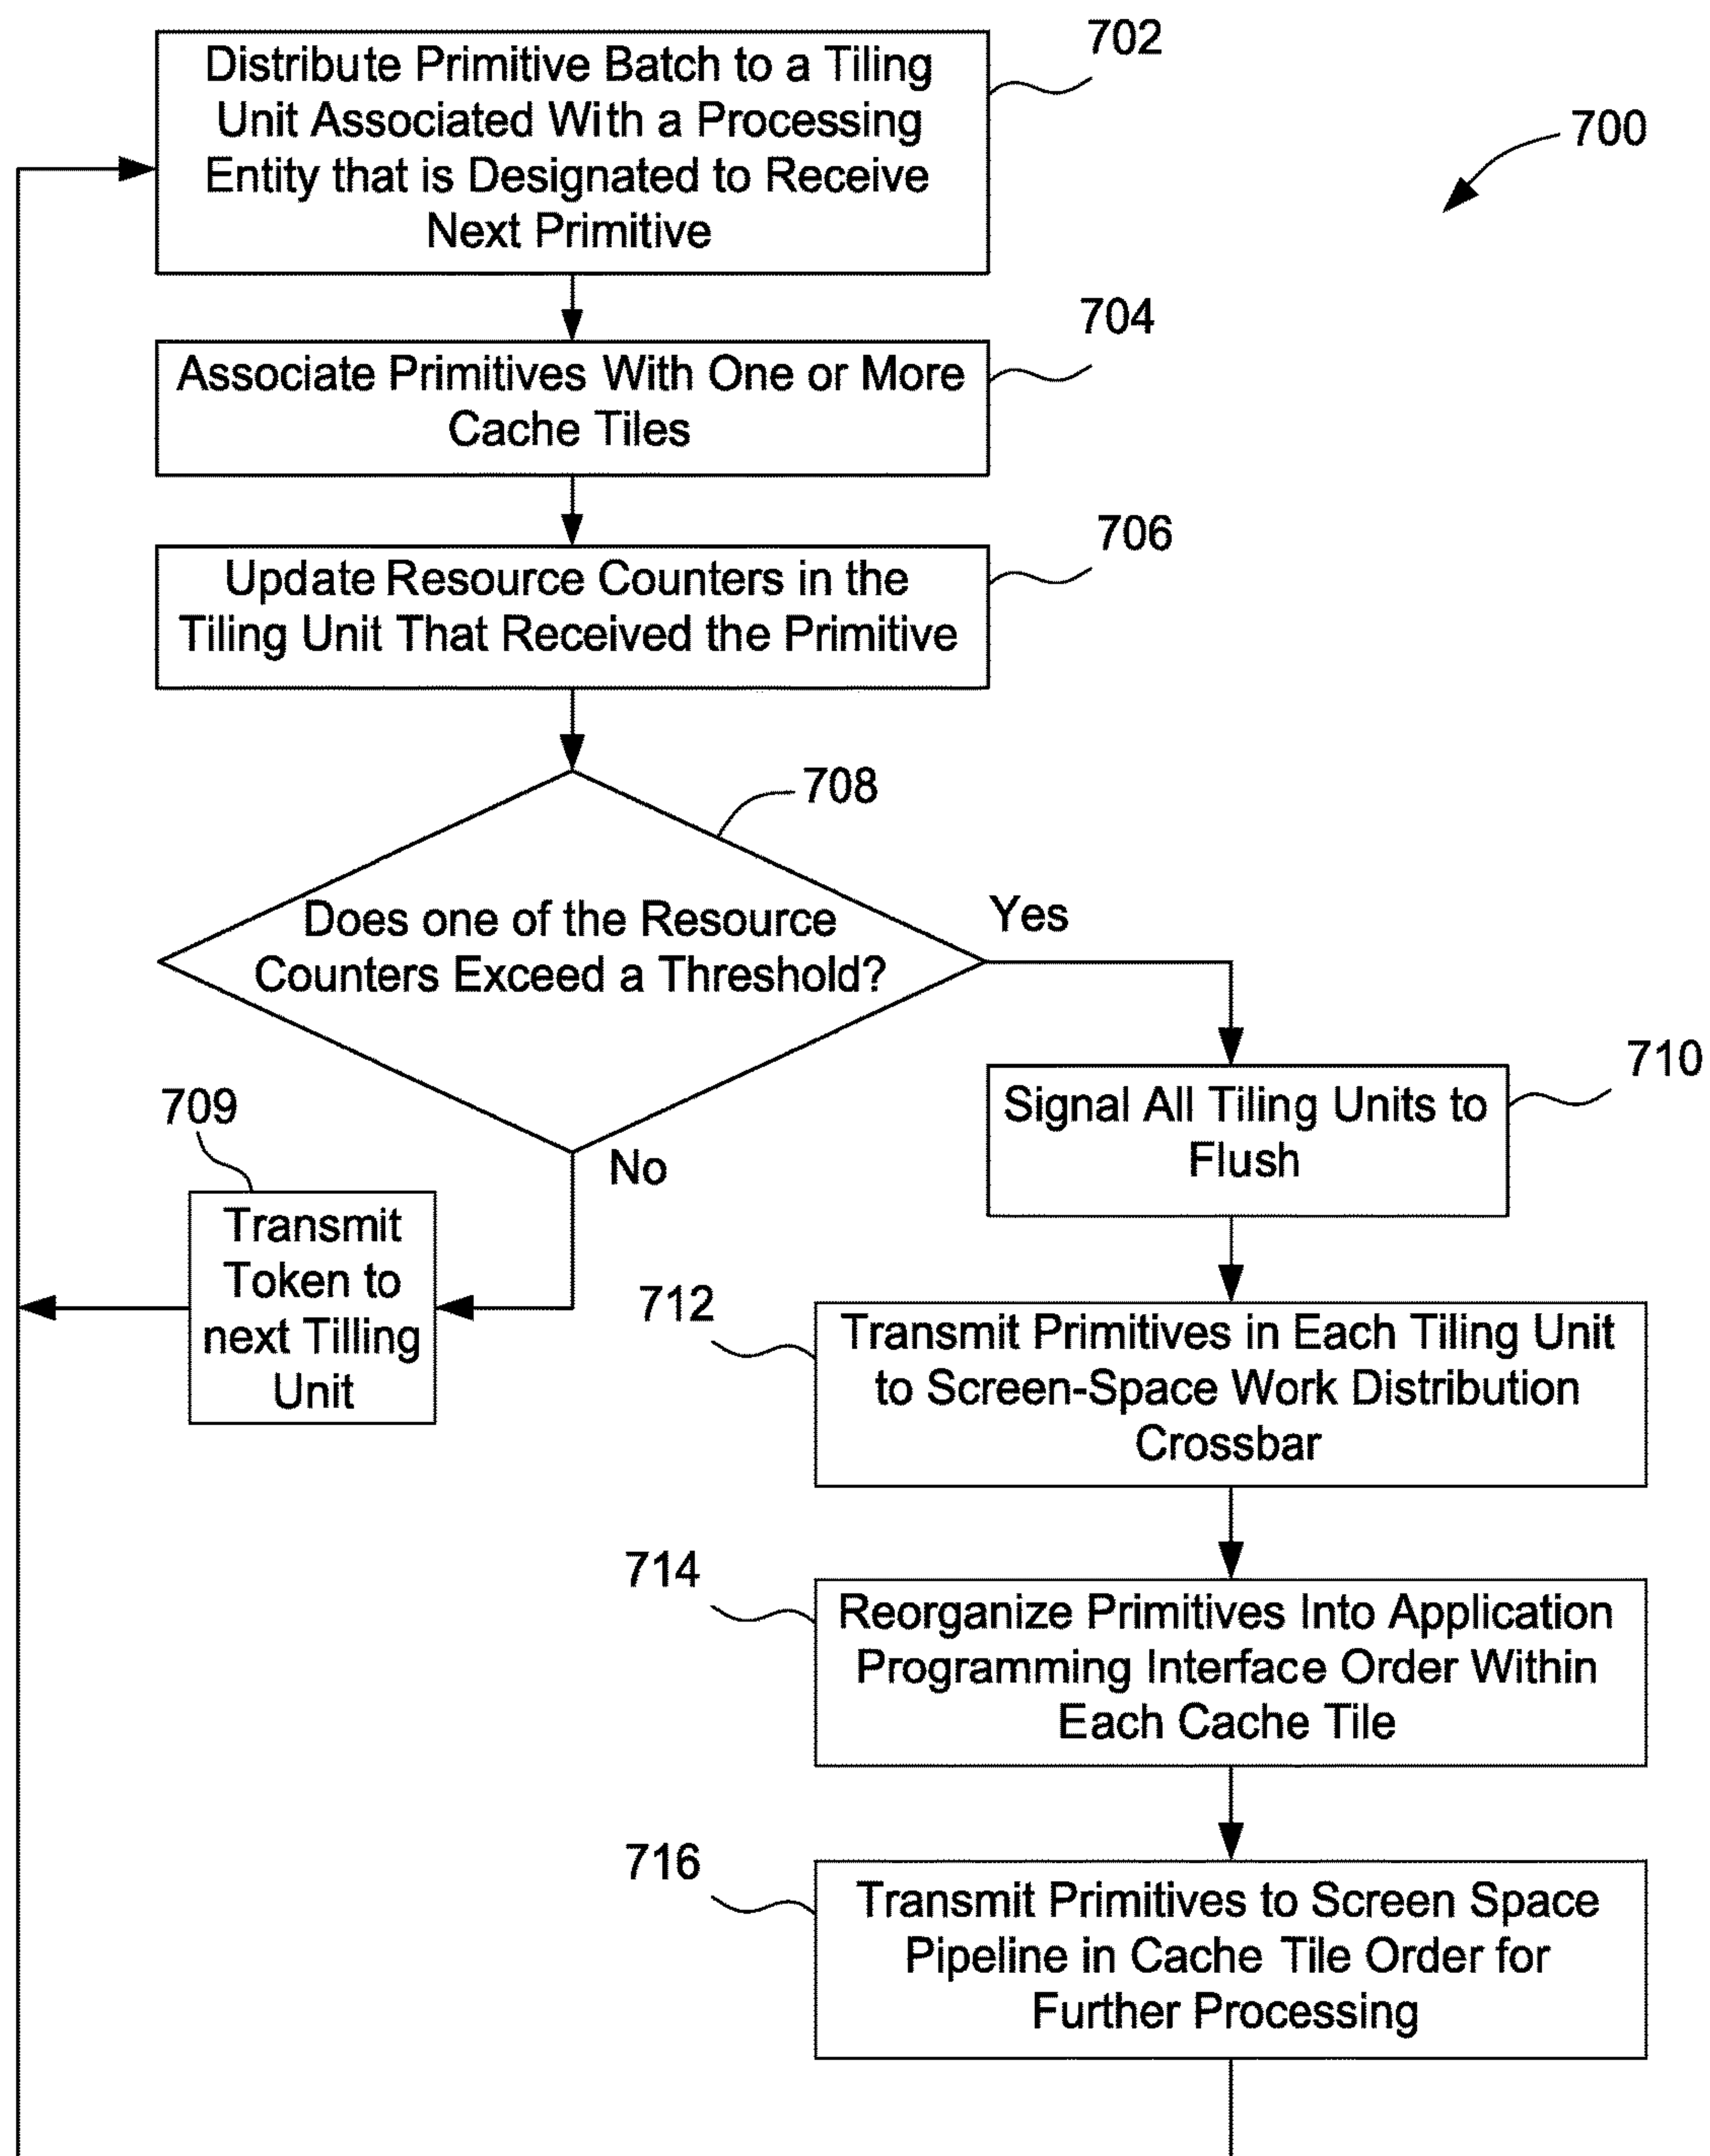 702
Distribute Primitive Batch to a Tiling
Unit Associated With a Processing
Entity that is Designated to Receive
Next Primitive
700
704
Associate Primitives With One or More
Cache Tiles
706
Update Resource Counters in the
Tiling Unit That Received the Primitive
708
Does one of the Resource
Counters Exceed a Threshold?
Yes
No
709
Transmit
Token to
next Tilling
Unit
710
Signal All Tiling Units to
Flush
712
Transmit Primitives in Each Tiling Unit
to Screen-Space Work Distribution
Crossbar
714
Reorganize Primitives Into Application
Programming Interface Order Within
Each Cache Tile
716
Transmit Primitives to Screen Space
Pipeline in Cache Tile Order for
Further Processing